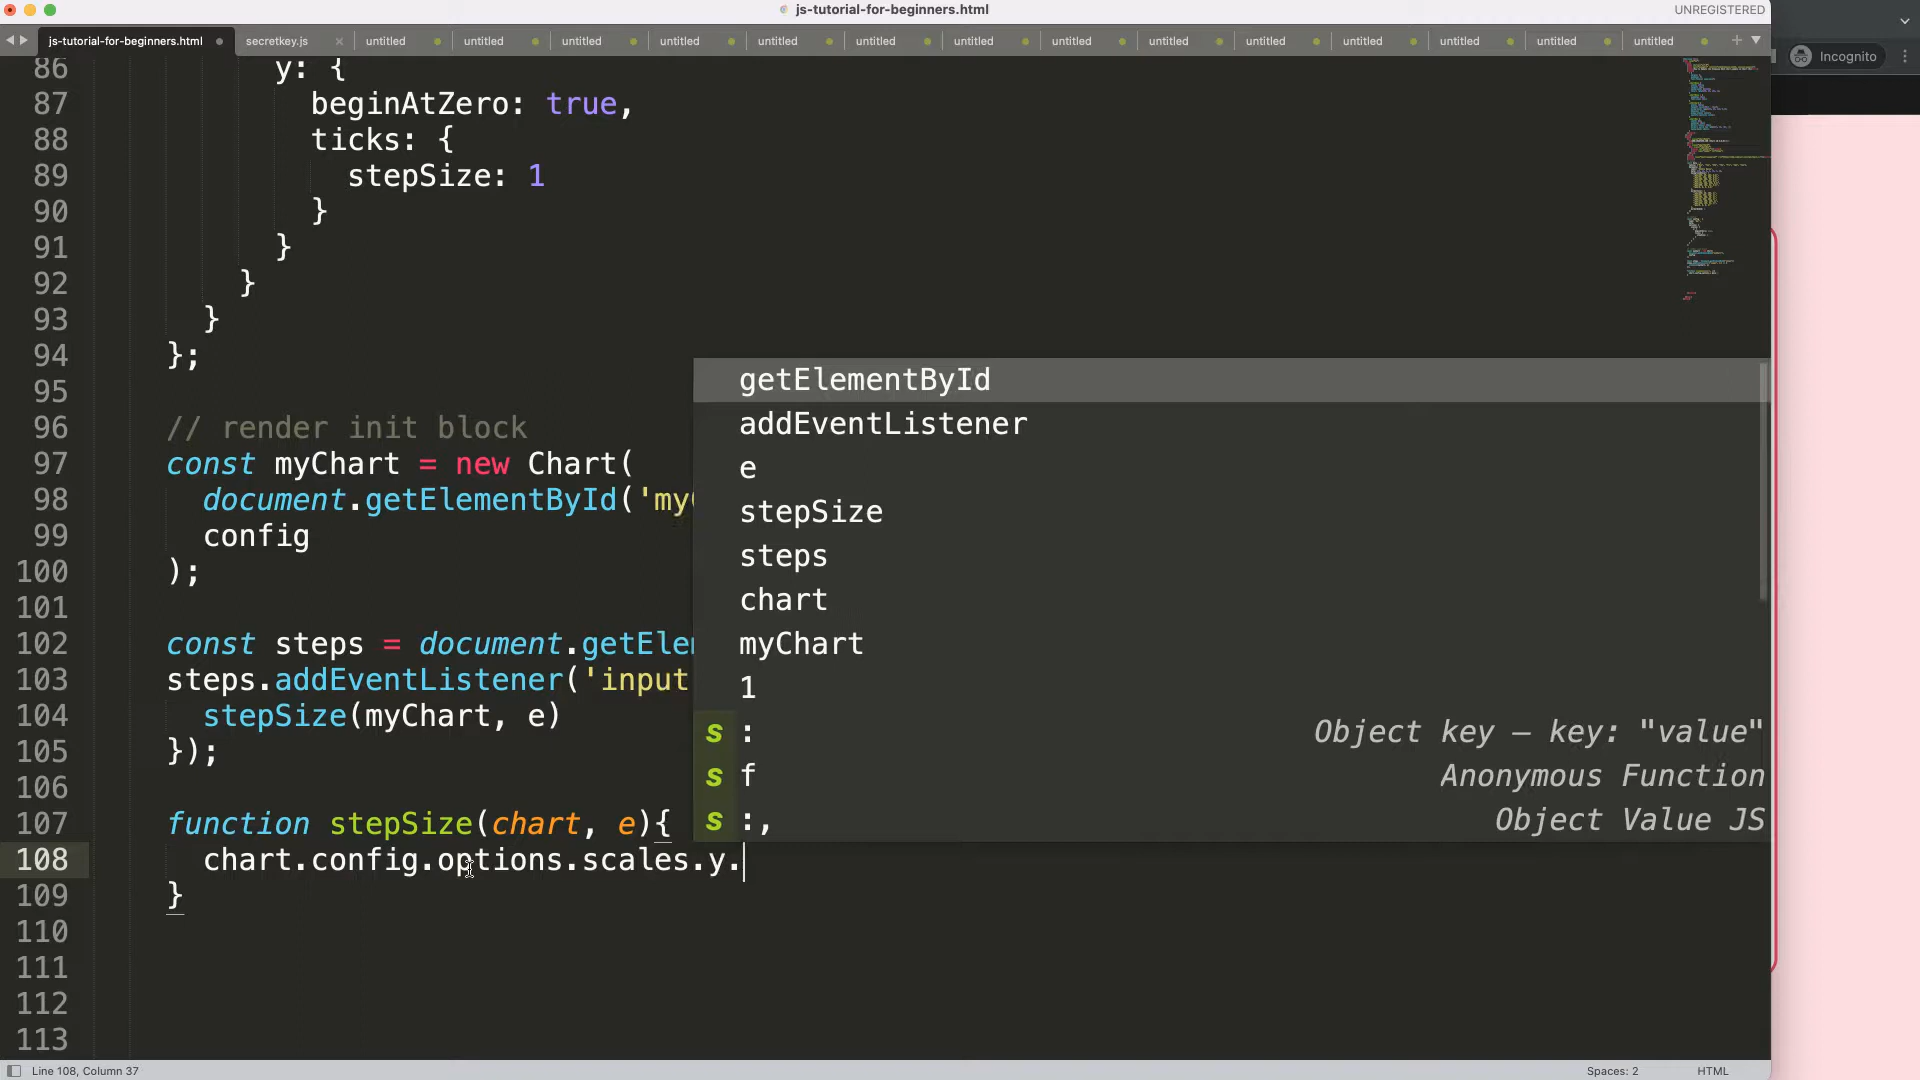 js-tutorial-for-beginners.html
UNREGISTERED
js-tutorial-for-beginners.html secretkey.js untitled untitled untitled untitled untitled untitled untitled untitled untitled untitled untitled untitled untitled untitled
Incognito
86 y: {
87 beginAtZero: true,
88 ticks: {
89 stepSize: 1
90 }
91 }
92 }
93 }
94 };
95
96 // render init block
97 const myChart = new Chart(
98 document.getElementById('my
99 config
100 );
101
102 const steps = document.getElem
103 steps.addEventListener('input
104 stepSize(myChart, e)
105 });
106
107 function stepSize(chart, e){
108 chart.config.options.scales.y.
109 }
110
111
112
113
getElementById
addEventListener
e
stepSize
steps
chart
myChart
1
s : Object key — key: "value"
s f Anonymous Function
s :, Object Value JS
Line 108, Column 37
Spaces: 2
HTML